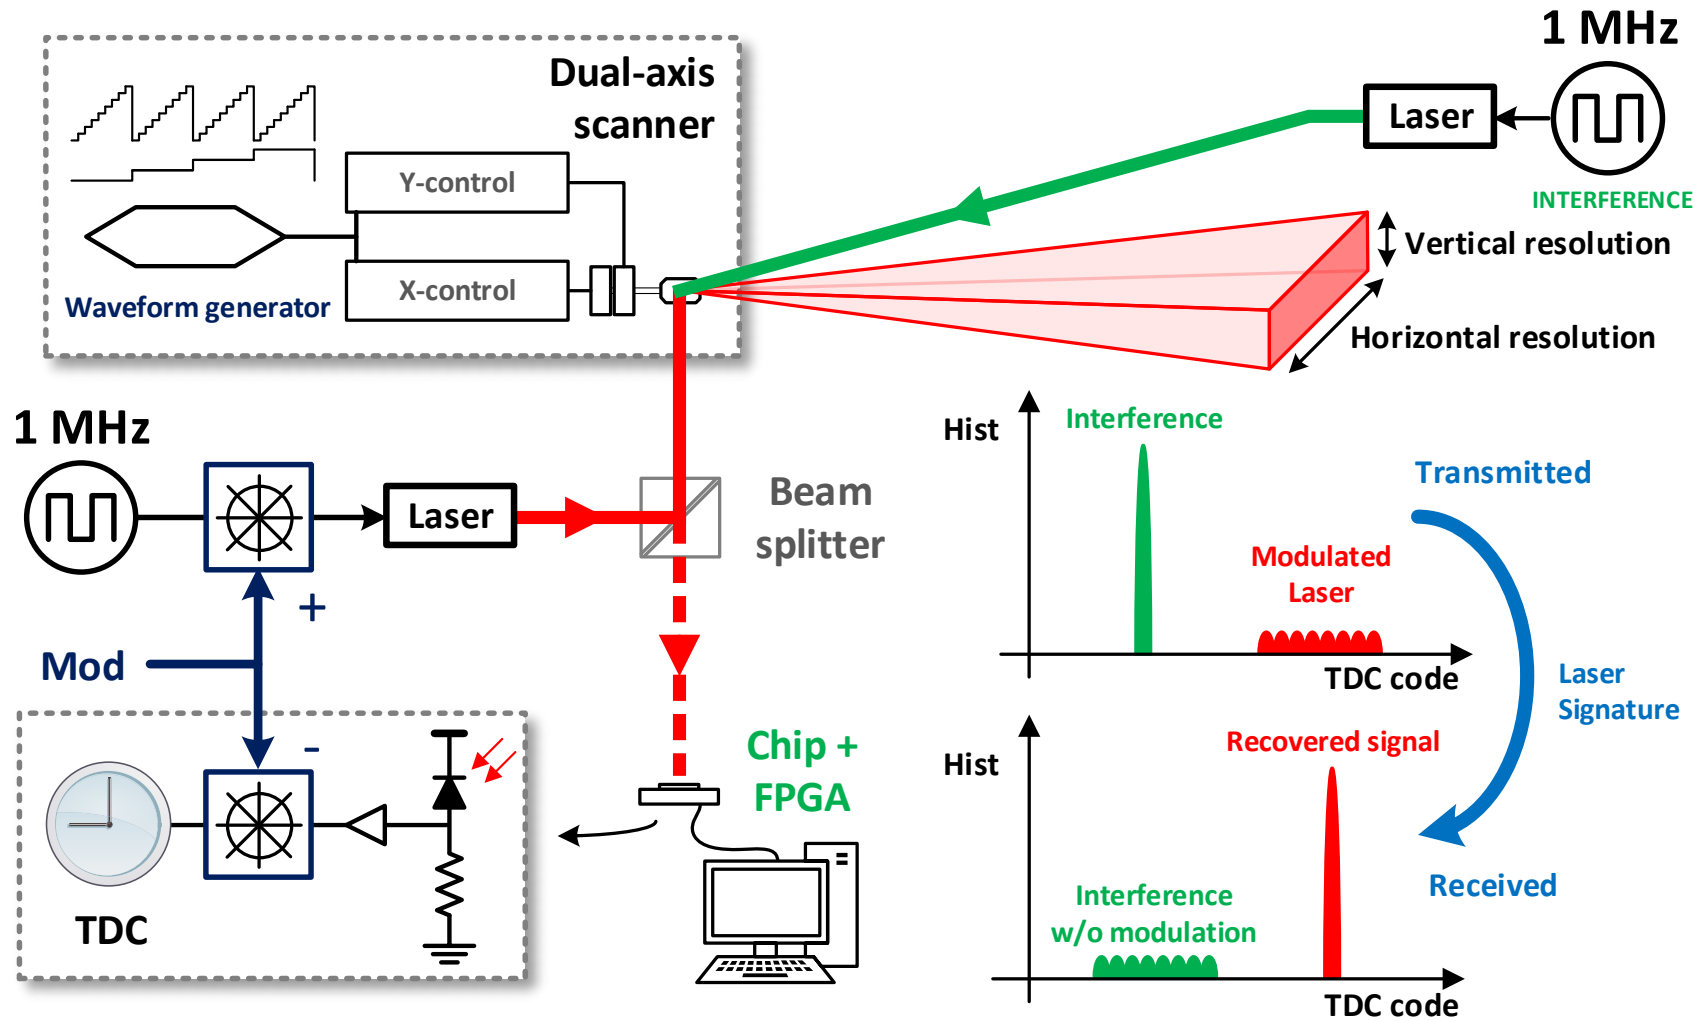 1 MHz
Dual-axis
scanner
Laser
Y-control
INTERFERENCE
Vertical resolution
X-control
Waveform generator
Horizontal resolution
1 MHz
Hist
Interference
Transmitted
Laser
Beam
splitter
Modulated
Laser
+
Mod
TDC code
Laser
Signature
-
Chip +
FPGA
Hist
Recovered signal
Received
Interference
w/o modulation
TDC
TDC code